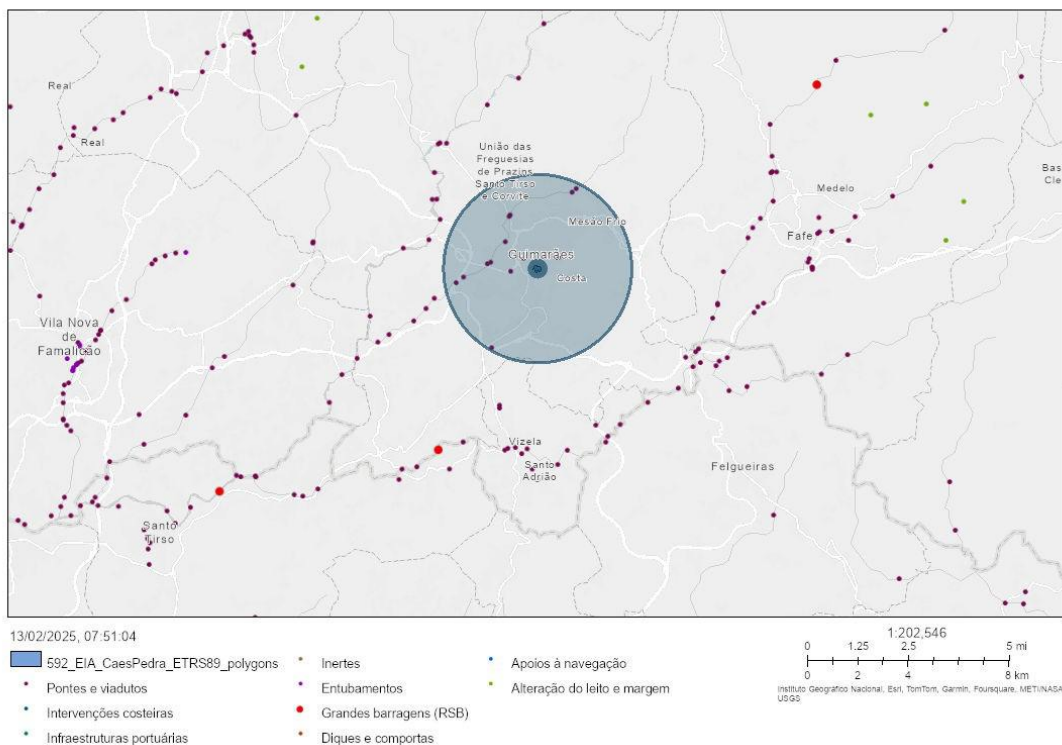 Real
Real
União das
Freguesias
de Prazins
Santo Tirso
e Corvite
Medelo
Bas
Cle
Mesão Frio
Fafe
Guimarães
Costa
Vila Nova
de
Famalicão
Vizela
Santo
Adrião
Felgueiras
Santo
Tirso
13/02/2025, 07:51:04
1:202,546
0 1.25 2.5 5 mi
0 2 4 8 km
592_EIA_CaesPedra_ETRS89_polygons
Pontes e viadutos
Intervenções costeiras
Infraestruturas portuárias
Inertes
Entubamentos
Grandes barragens (RSB)
Diques e comportas
Apoios à navegação
Alteração do leito e margem
Instituto Geográfico Nacional, Esri, TomTom, Garmin, Foursquare, METI/NASA,
USGS